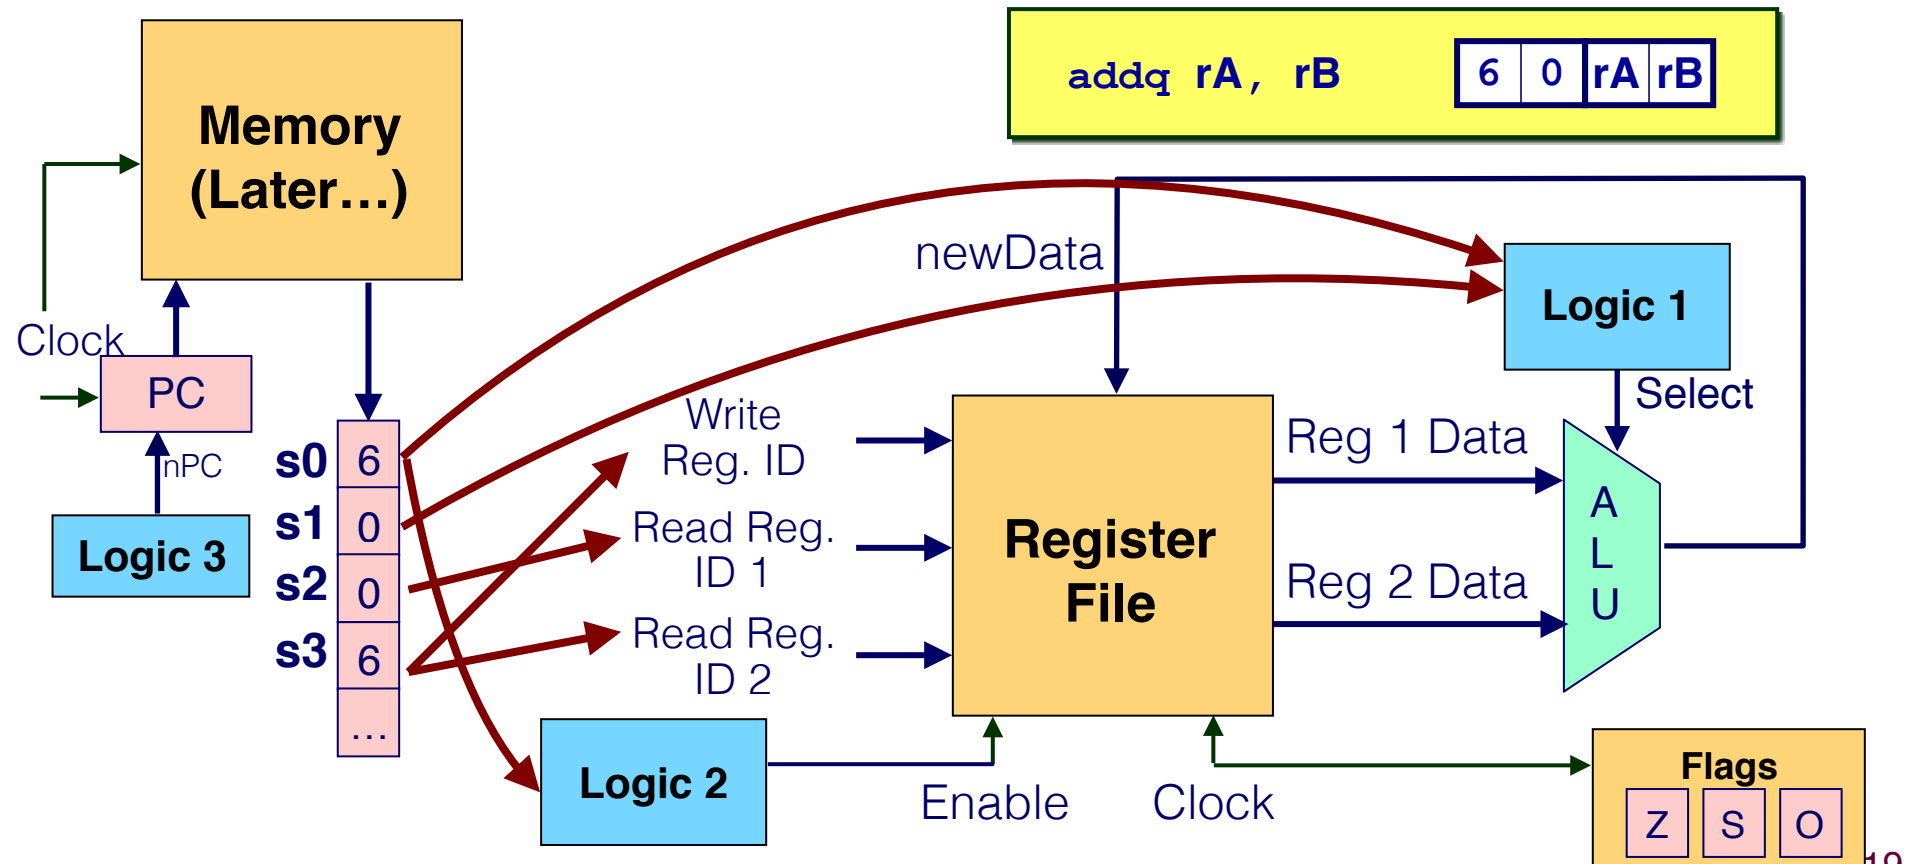 addq rA, rB
6 0 rA rB
Memory
(Later…)
newData
Logic 1
Clock
PC
Select
nPC
Logic 3
s0 6
s1 0
s2 0
s3 6
…
Write
Reg. ID
Read Reg.
ID 1
Read Reg.
ID 2
Register
File
Reg 1 Data
Reg 2 Data
A
L
U
Logic 2
Enable
Clock
Flags
Z S O
19